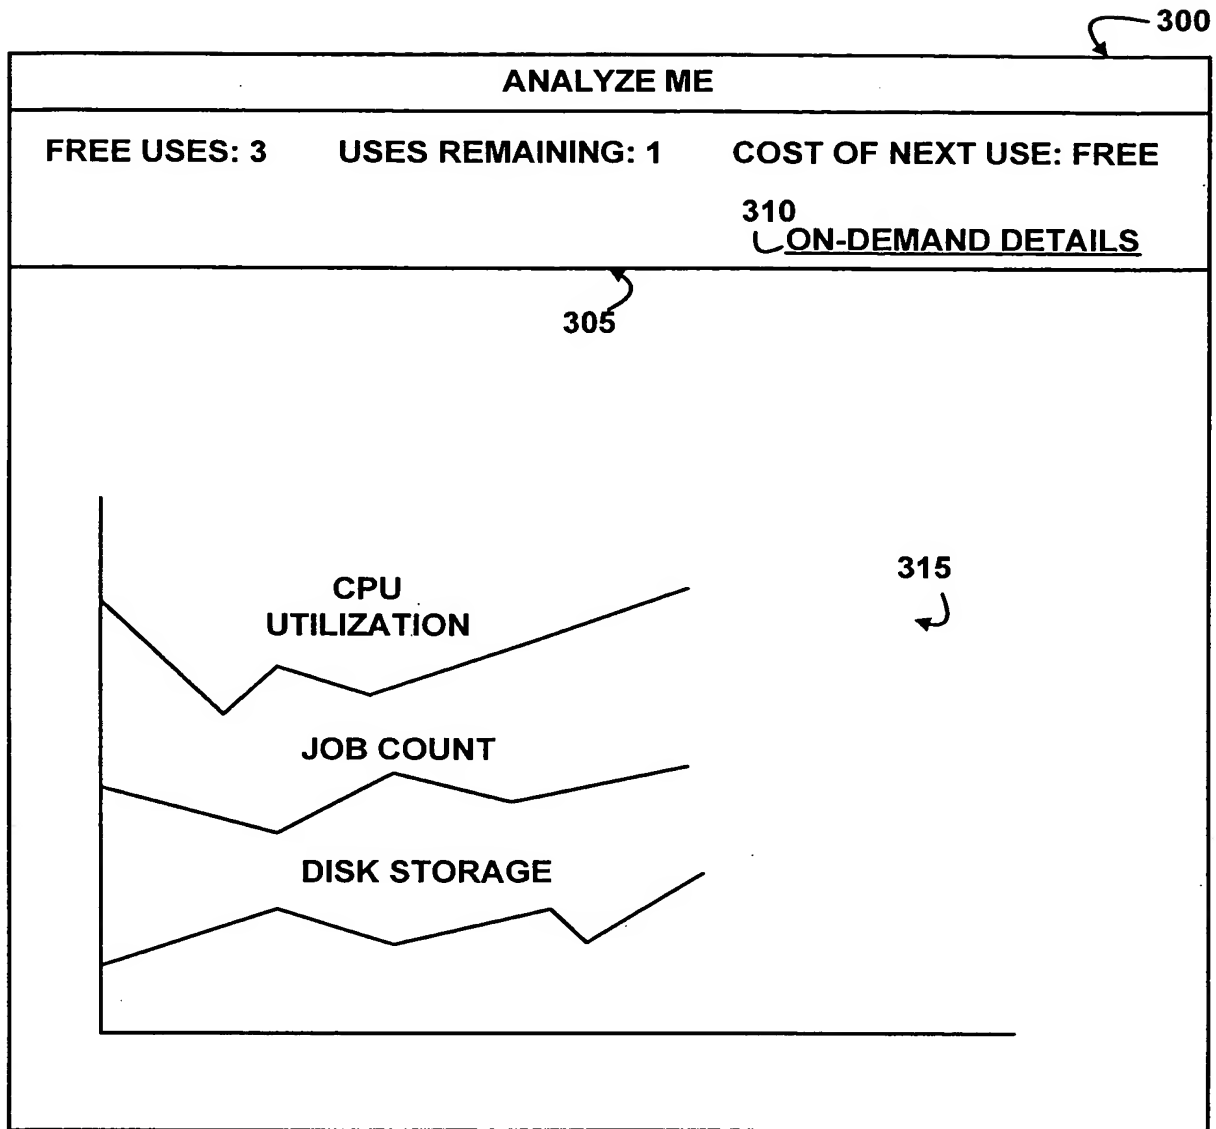 300
ANALYZE ME
FREE USES: 3 USES REMAINING: 1 COST OF NEXT USE: FREE
310
ON-DEMAND DETAILS
305
315
CPU
UTILIZATION
JOB COUNT
DISK STORAGE